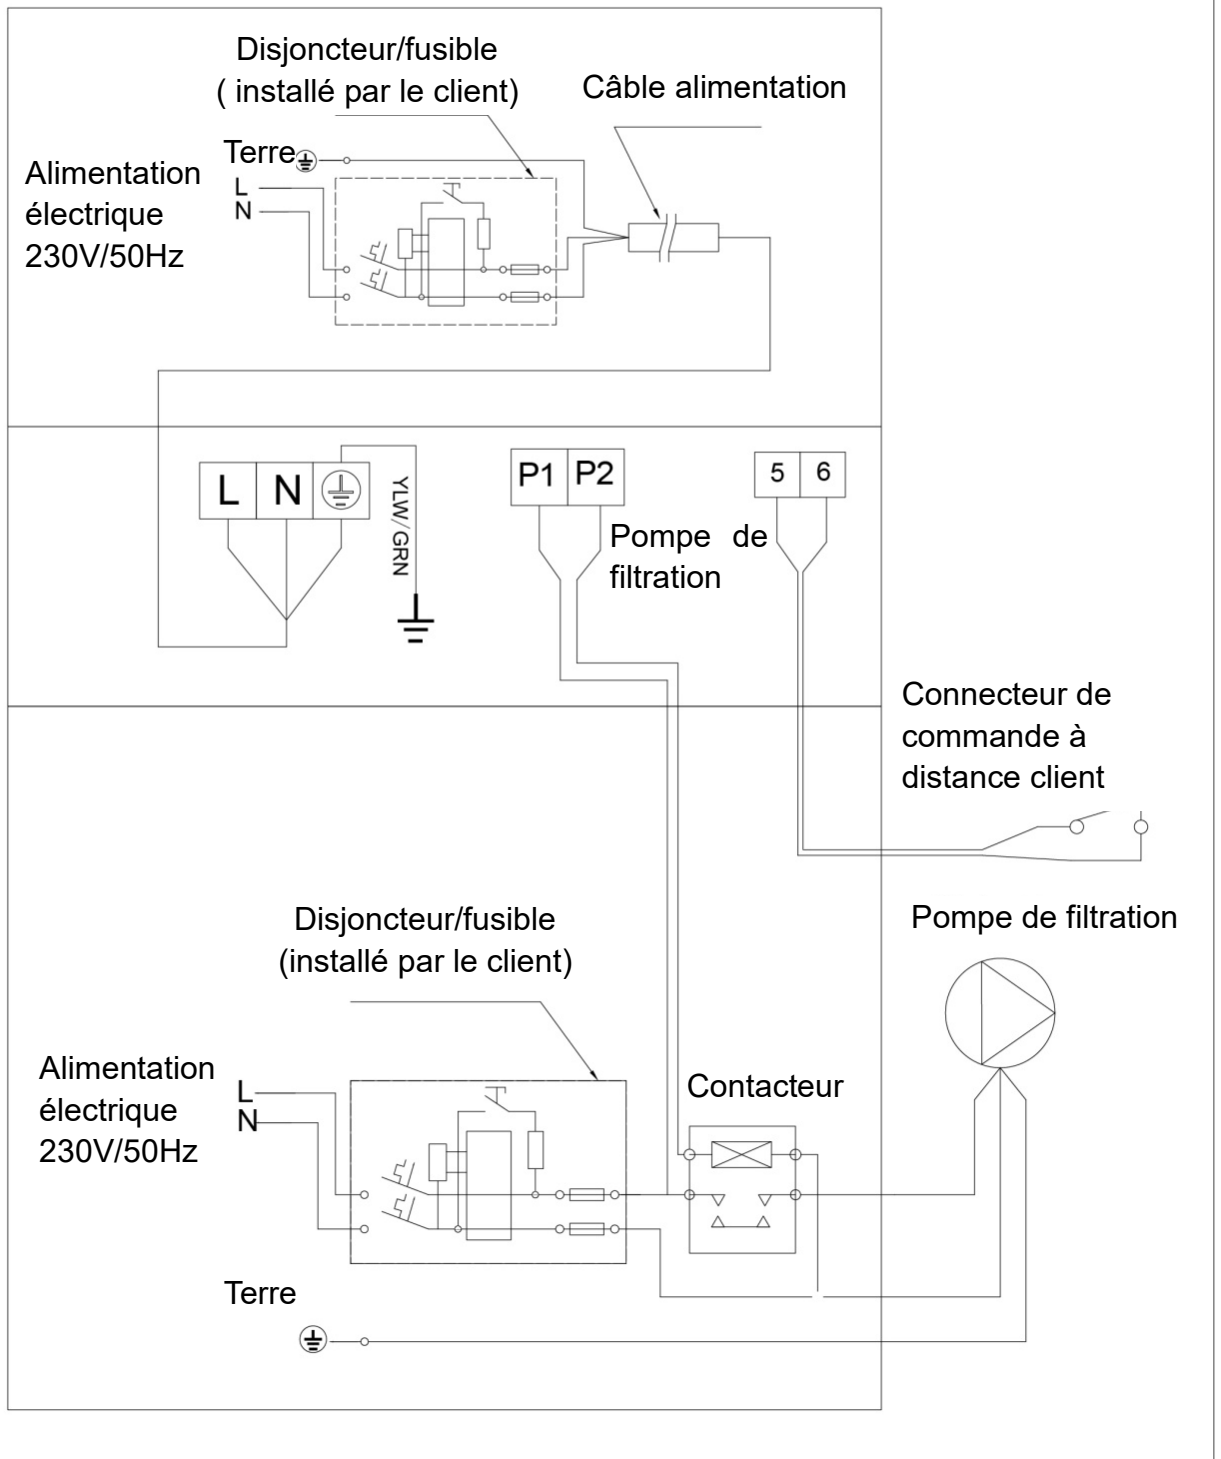 Disjoncteur/fusible
( installé par le client)
Câble alimentation
Terre
Alimentation
électrique
230V/50Hz
L
N
L N
YLW/GRN
P1 P2
5 6
Pompe de
filtration
Connecteur de
commande à
distance client
Disjoncteur/fusible
(installé par le client)
Pompe de filtration
Alimentation
électrique
230V/50Hz
L
N
Contacteur
Terre